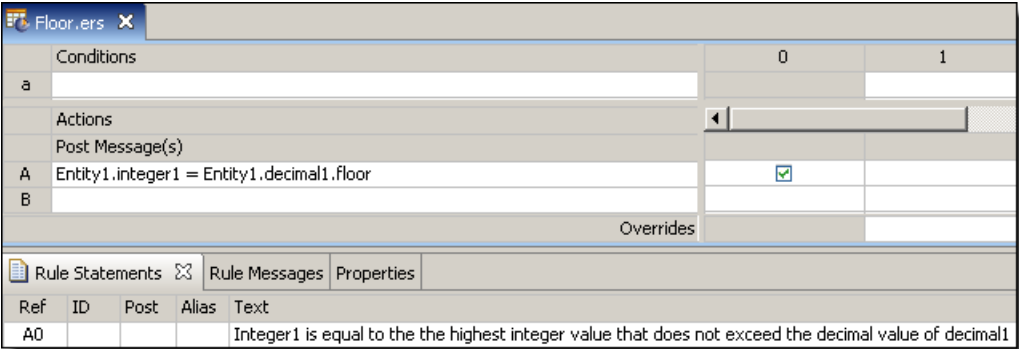 Floor.ers
Conditions 0 1
a
Actions
Post Message(s)
A Entity1.integer1 = Entity1.decimal1.floor
B
Overrides
Rule Statements Rule Messages Properties
Ref ID Post Alias Text
A0 Integer1 is equal to the the highest integer value that does not exceed the decimal value of decimal1